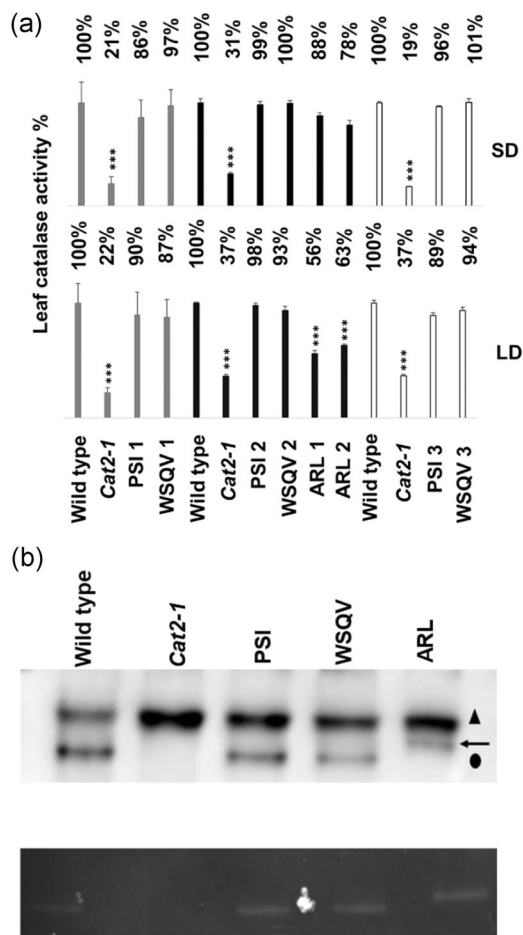 (a)
100% 21% 86% 97% 100% 31% 99% 100% 88% 78% 100% 19% 96% 101%
*** *** ***
SD
Leaf catalase activity %
100% 22% 90% 87% 100% 37% 98% 93% 56% 63% 100% 37% 89% 94%
*** *** *** *** ***
LD
Wild type Cat2-1 PSI 1 WSQV 1 Wild type Cat2-1 PSI 2 WSQV 2 ARL 1 ARL 2 Wild type Cat2-1 PSI 3 WSQV 3
(b)
Wild type Cat2-1 PSI WSQV ARL